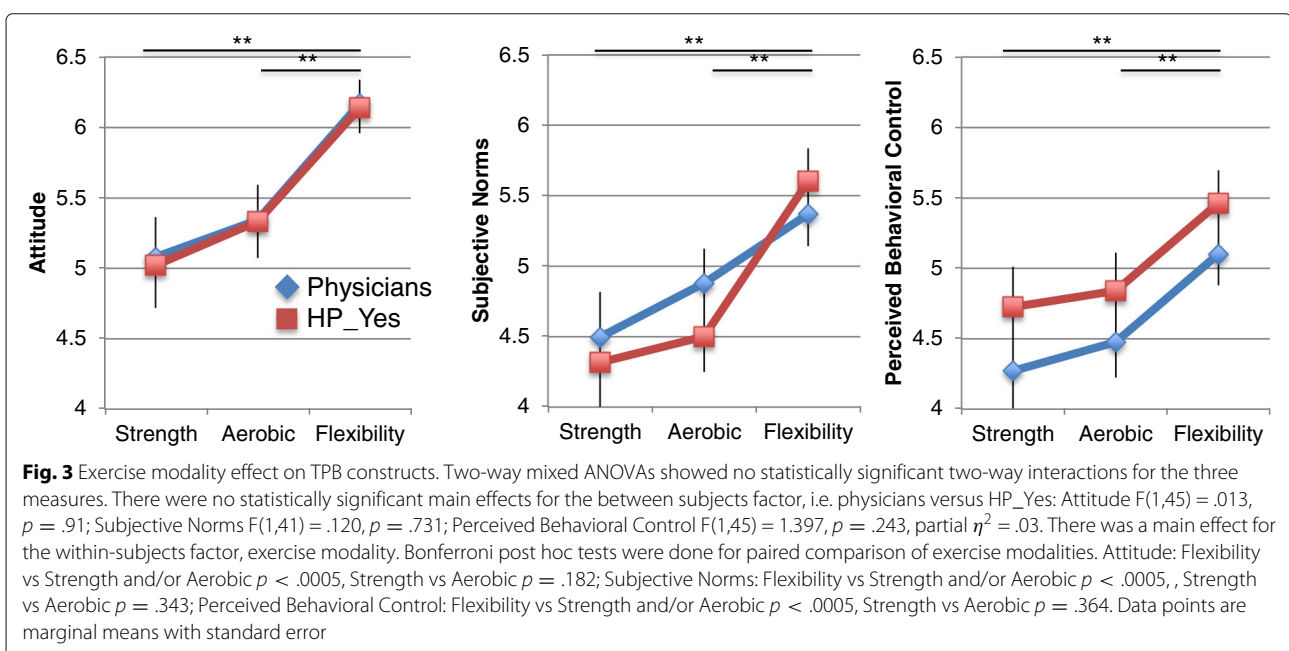 **
**
6.5
6
5.5
5
4.5
4
Attitude
Physicians
HP_Yes
Strength Aerobic Flexibility
**
**
6.5
6
5.5
5
4.5
4
Subjective Norms
Strength Aerobic Flexibility
**
**
6.5
6
5.5
5
4.5
4
Perceived Behavioral Control
Strength Aerobic Flexibility
Fig. 3 Exercise modality effect on TPB constructs. Two-way mixed ANOVAs showed no statistically significant two-way interactions for the three
measures. There were no statistically significant main effects for the between subjects factor, i.e. physicians versus HP_Yes: Attitude F(1,45) = .013,
p = .91; Subjective Norms F(1,41) = .120, p = .731; Perceived Behavioral Control F(1,45) = 1.397, p = .243, partial η² = .03. There was a main effect for
the within-subjects factor, exercise modality. Bonferroni post hoc tests were done for paired comparison of exercise modalities. Attitude: Flexibility
vs Strength and/or Aerobic p < .0005, Strength vs Aerobic p = .182; Subjective Norms: Flexibility vs Strength and/or Aerobic p < .0005, , Strength
vs Aerobic p = .343; Perceived Behavioral Control: Flexibility vs Strength and/or Aerobic p < .0005, Strength vs Aerobic p = .364. Data points are
marginal means with standard error